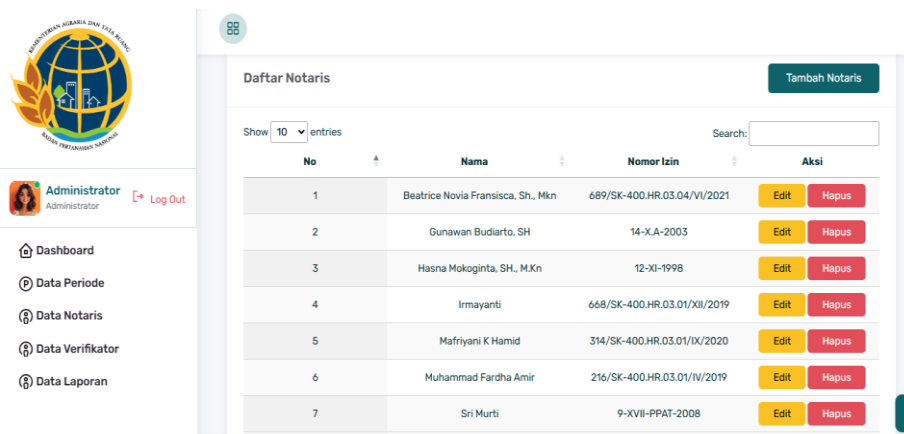 KEMENTERIAN AGRARIA DAN TATA RUANG
BADAN PERTANAHAN NASIONAL
Administrator
Administrator
Log Out
Dashboard
Data Periode
Data Notaris
Data Verifikator
Data Laporan
Daftar Notaris
Tambah Notaris
Show 10 entries
Search:
No Nama Nomor Izin Aksi
1 Beatrice Novia Fransisca, Sh., Mkn 689/SK-400.HR.03.04/VI/2021 Edit Hapus
2 Gunawan Budiarto, SH 14-X.A-2003 Edit Hapus
3 Hasna Mokoginta, SH., M.Kn 12-XI-1998 Edit Hapus
4 Irmayanti 668/SK-400.HR.03.01/XII/2019 Edit Hapus
5 Mafriyani K Hamid 314/SK-400.HR.03.01/IX/2020 Edit Hapus
6 Muhammad Fardha Amir 216/SK-400.HR.03.01/IV/2019 Edit Hapus
7 Sri Murti 9-XVII-PPAT-2008 Edit Hapus